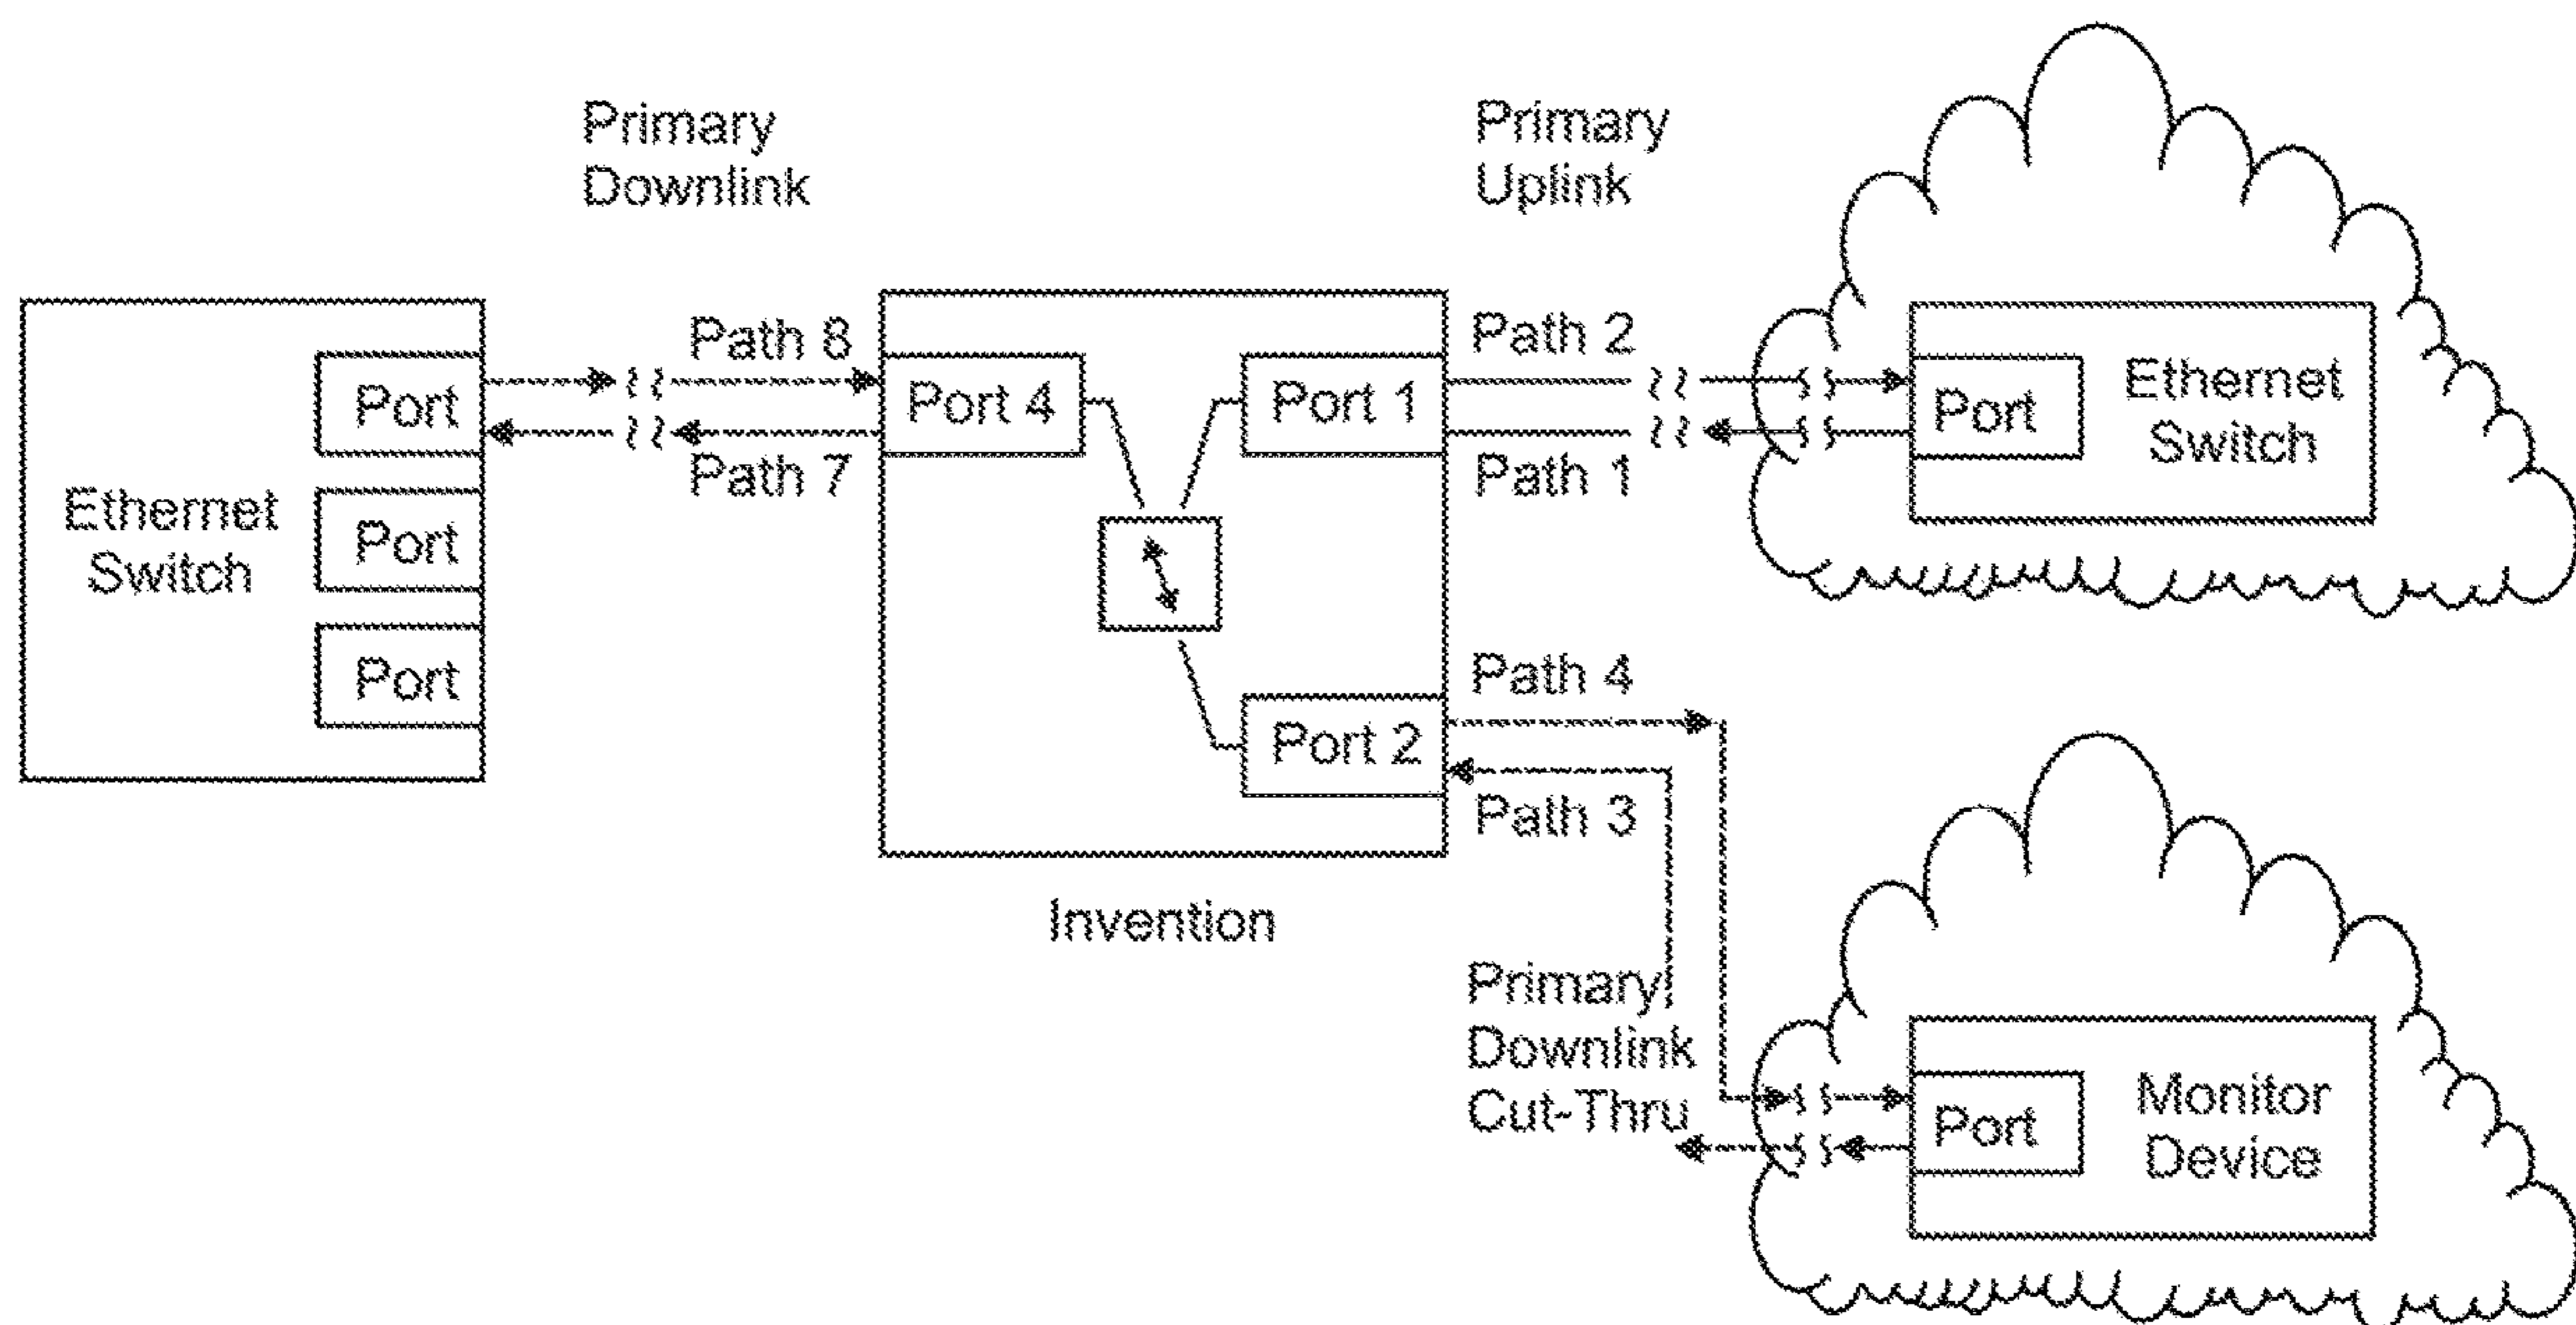 Primary
Downlink
Primary
Uplink
Path 8
Path 7
Port
Port
Port
Ethernet
Switch
Port 4
Port 1
Port 2
Invention
Path 2
Path 1
Port
Ethernet
Switch
Path 4
Path 3
Primary
Downlink
Cut-Thru
Port
Monitor
Device